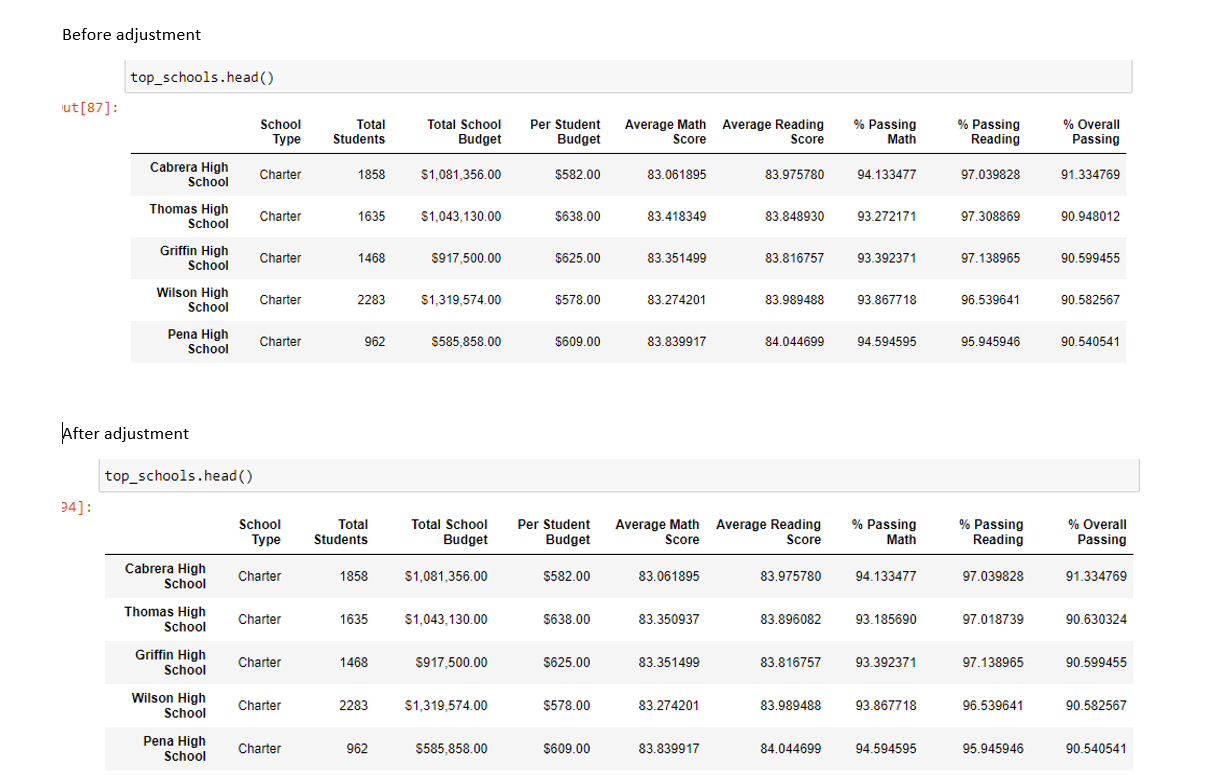 Before adjustment
top_schools.head()
ut[87]:
School Type Total Students Total School Budget Per Student Budget Average Math Score Average Reading Score % Passing Math % Passing Reading % Overall Passing
Cabrera High School Charter 1858 $1,081,356.00 $582.00 83.061895 83.975780 94.133477 97.039828 91.334769
Thomas High School Charter 1635 $1,043,130.00 $638.00 83.418349 83.848930 93.272171 97.308869 90.948012
Griffin High School Charter 1468 $917,500.00 $625.00 83.351499 83.816757 93.392371 97.138965 90.599455
Wilson High School Charter 2283 $1,319,574.00 $578.00 83.274201 83.989488 93.867718 96.539641 90.582567
Pena High School Charter 962 $585,858.00 $609.00 83.839917 84.044699 94.594595 95.945946 90.540541
After adjustment
top_schools.head()
94]:
School Type Total Students Total School Budget Per Student Budget Average Math Score Average Reading Score % Passing Math % Passing Reading % Overall Passing
Cabrera High School Charter 1858 $1,081,356.00 $582.00 83.061895 83.975780 94.133477 97.039828 91.334769
Thomas High School Charter 1635 $1,043,130.00 $638.00 83.350937 83.896082 93.185690 97.018739 90.630324
Griffin High School Charter 1468 $917,500.00 $625.00 83.351499 83.816757 93.392371 97.138965 90.599455
Wilson High School Charter 2283 $1,319,574.00 $578.00 83.274201 83.989488 93.867718 96.539641 90.582567
Pena High School Charter 962 $585,858.00 $609.00 83.839917 84.044699 94.594595 95.945946 90.540541